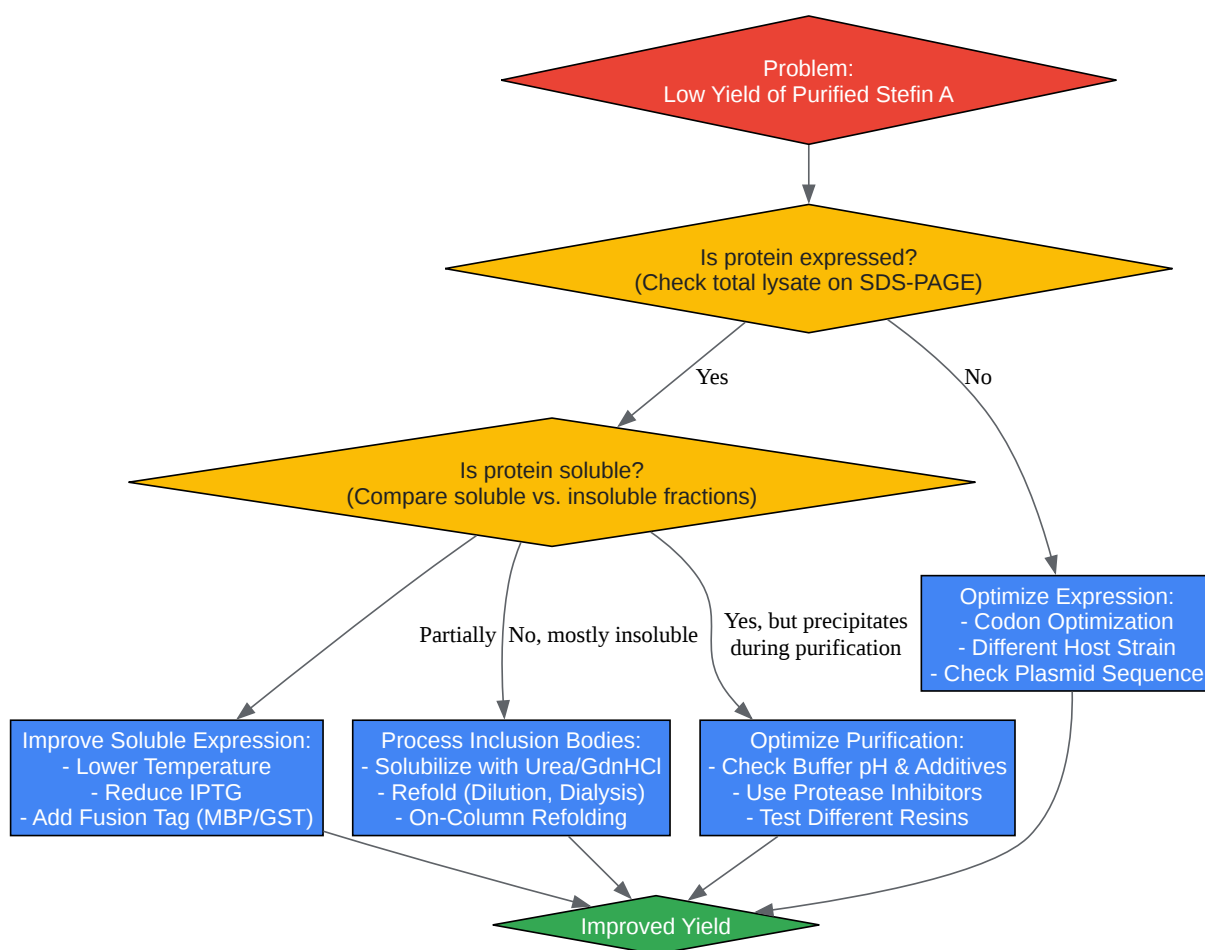 Problem:
Low Yield of Purified Stefin A
Is protein expressed?
(Check total lysate on SDS-PAGE)
Yes
No
Is protein soluble?
(Compare soluble vs. insoluble fractions)
Partially
No, mostly insoluble
Yes, but precipitates
during purification
Optimize Expression:
- Codon Optimization
- Different Host Strain
- Check Plasmid Sequence
Improve Soluble Expression:
- Lower Temperature
- Reduce IPTG
- Add Fusion Tag (MBP/GST)
Process Inclusion Bodies:
- Solubilize with Urea/GdnHCl
- Refold (Dilution, Dialysis)
- On-Column Refolding
Optimize Purification:
- Check Buffer pH & Additives
- Use Protease Inhibitors
- Test Different Resins
Improved Yield